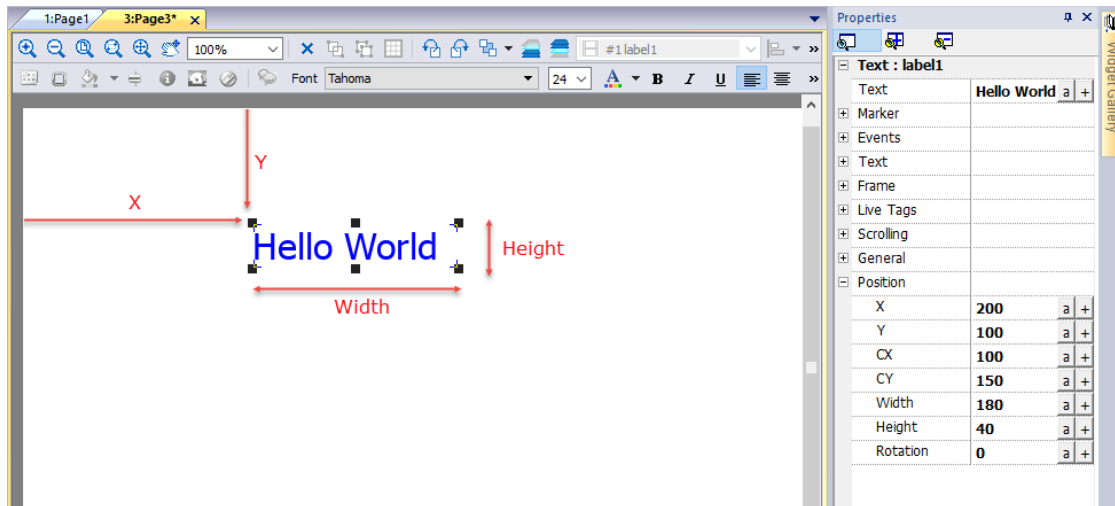 1:Page1 3:Page3*
100% #1 label1
Font Tahoma 24 A B I U
Y
X
Hello World
Height
Width
Properties
Text : label1
Text Hello World a +
Marker
Events
Text
Frame
Live Tags
Scrolling
General
Position
X 200 a +
Y 100 a +
CX 100 a +
CY 150 a +
Width 180 a +
Height 40 a +
Rotation 0 a +
Widget Gallery